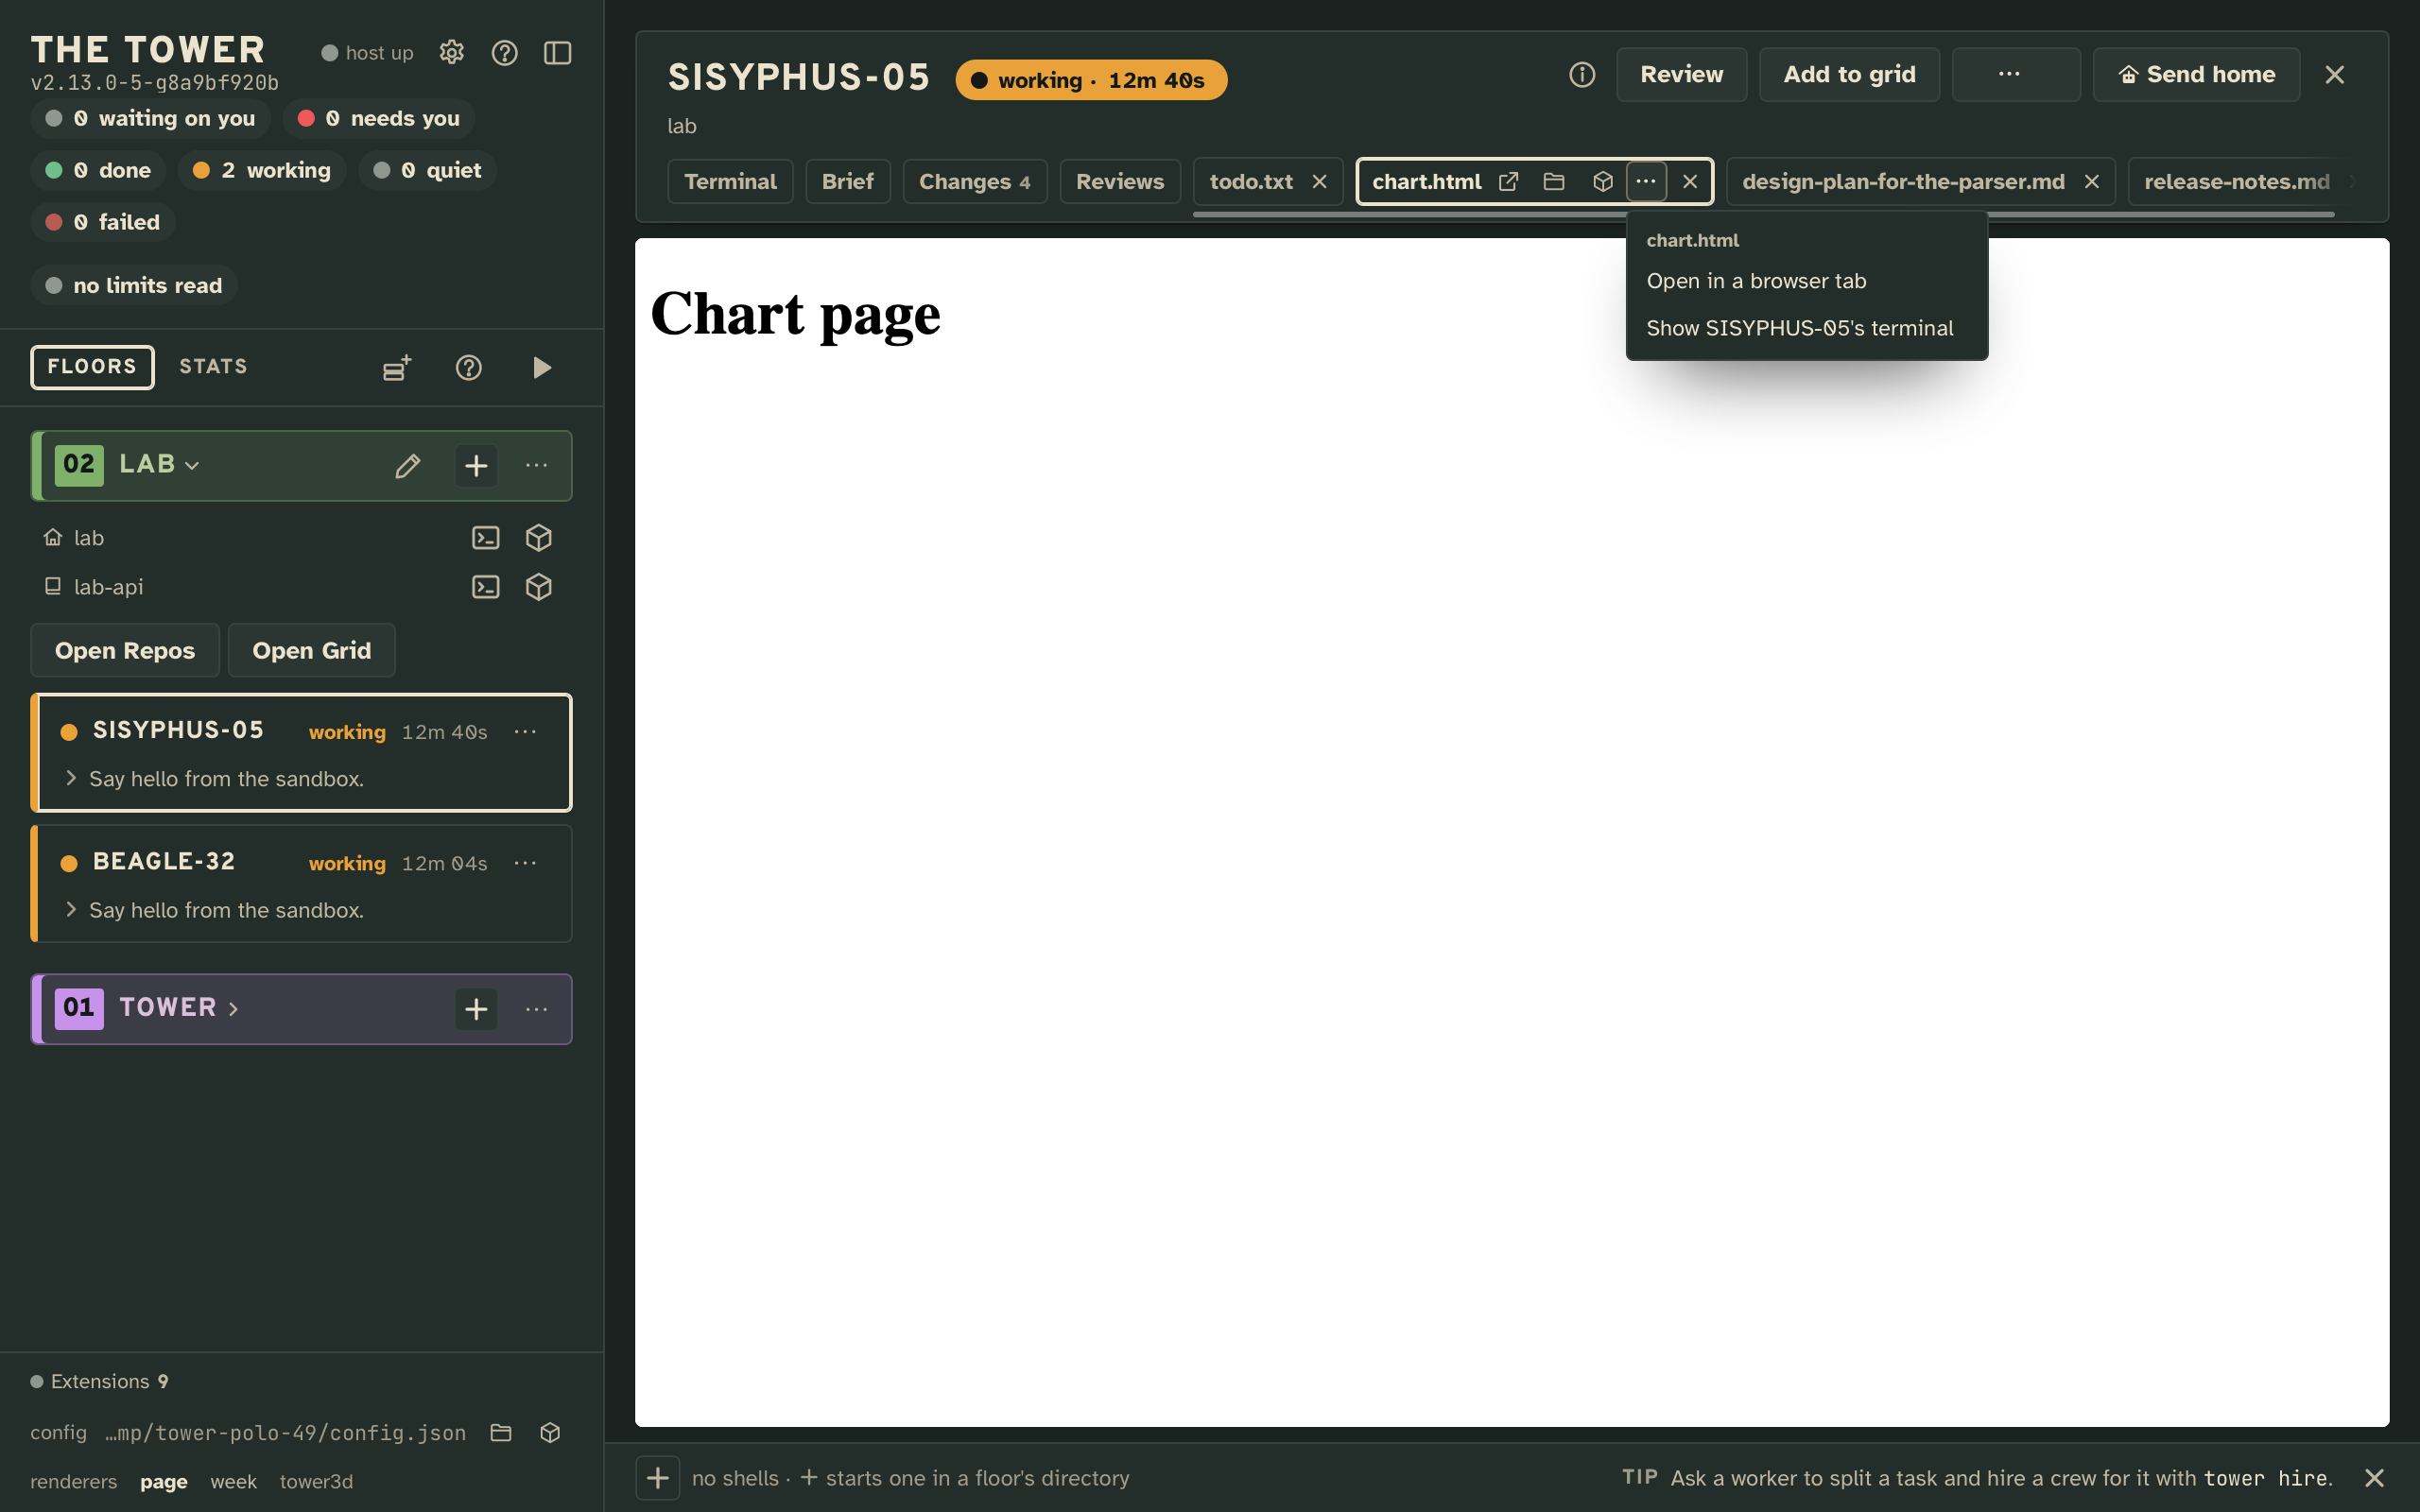 THE TOWER
host up
v2.13.0-5-g8a9bf920b
0 waiting on you
0 needs you
0 done
2 working
0 quiet
0 failed
no limits read
FLOORS
STATS
02 LAB
lab
lab-api
Open Repos
Open Grid
SISYPHUS-05 working 12m 40s ...
Say hello from the sandbox.
BEAGLE-32 working 12m 04s ...
Say hello from the sandbox.
01 TOWER
Extensions 9
config …mp/tower-polo-49/config.json
renderers page week tower3d
SISYPHUS-05 working · 12m 40s
Review
Add to grid
...
Send home
lab
Terminal
Brief
Changes 4
Reviews
todo.txt
chart.html
design-plan-for-the-parser.md
release-notes.md
chart.html
Open in a browser tab
Show SISYPHUS-05's terminal
Chart page
no shells · + starts one in a floor's directory
TIP Ask a worker to split a task and hire a crew for it with tower hire.